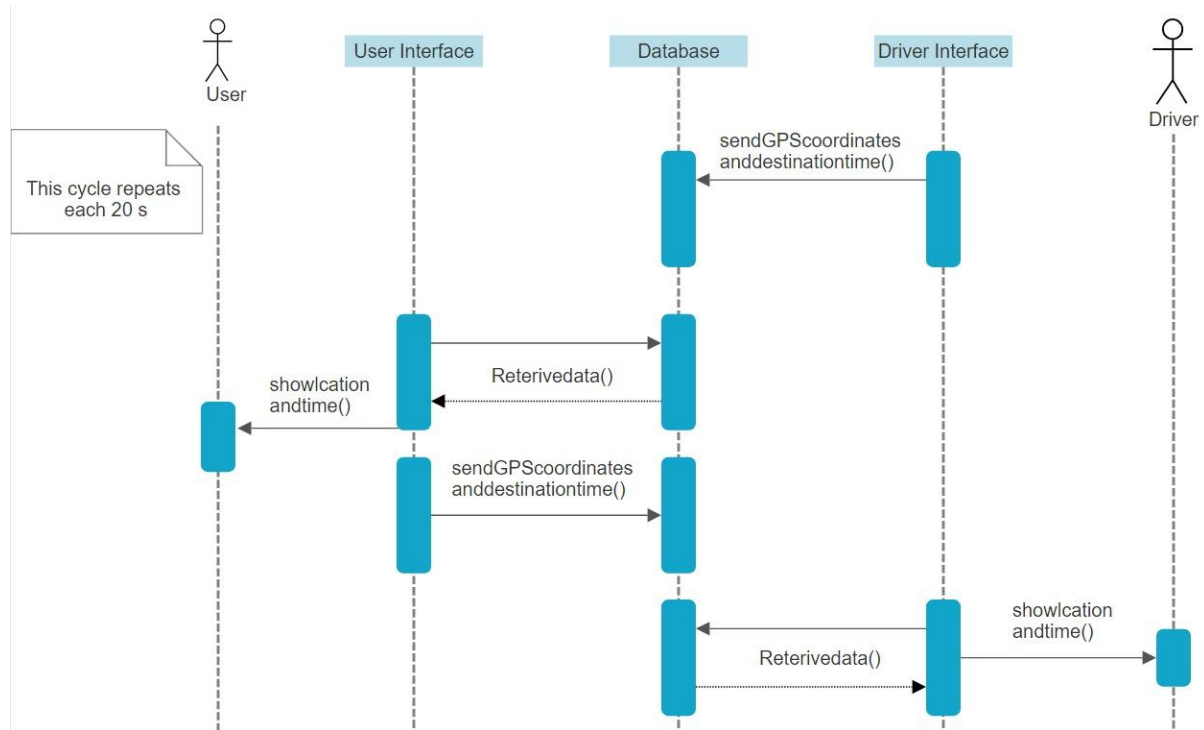 User
User Interface
Database
Driver Interface
Driver
This cycle repeats
each 20 s
sendGPScoordinates
anddestinationtime()
Reterivedata()
showlcation
andtime()
sendGPScoordinates
anddestinationtime()
showlcation
andtime()
Reterivedata()